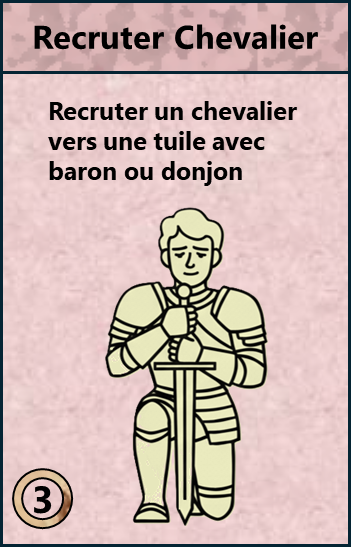 Recruter Chevalier
Recruter un chevalier
vers une tuile avec
baron ou donjon
3